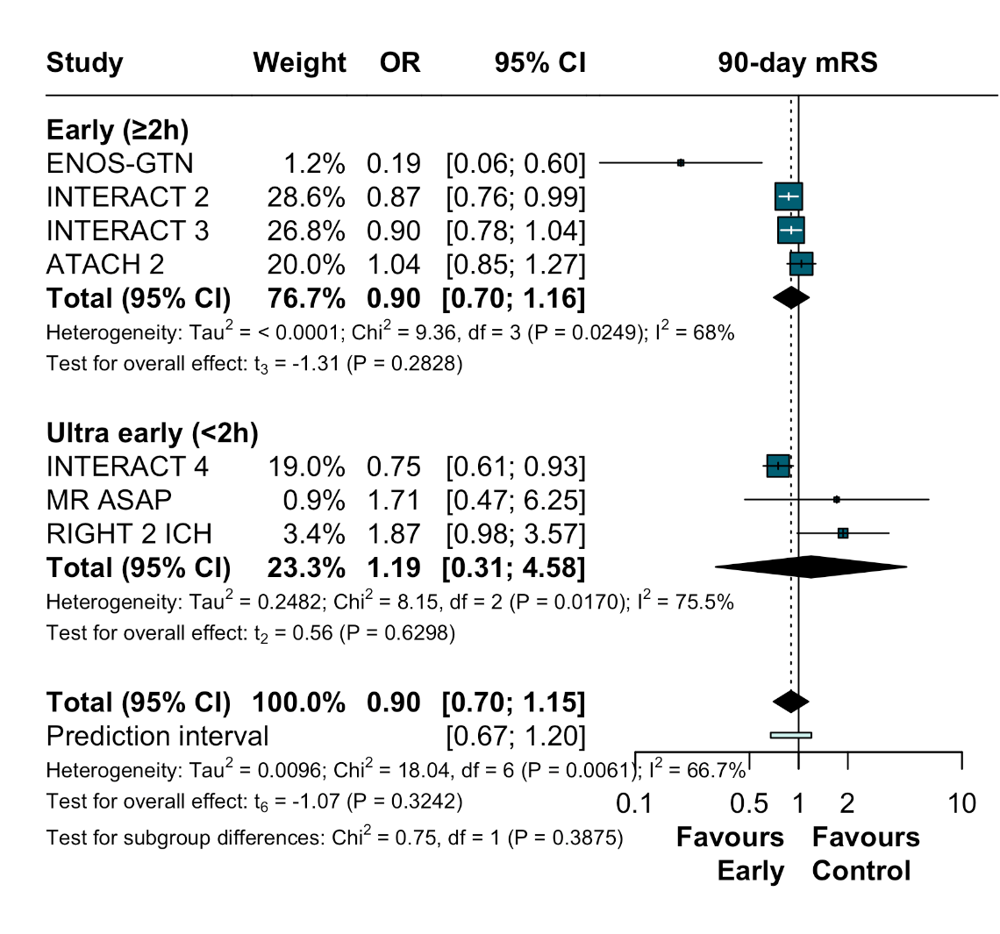 Study Weight OR 95% CI 90-day mRS
Early (≥2h)
ENOS-GTN 1.2% 0.19 [0.06; 0.60]
INTERACT 2 28.6% 0.87 [0.76; 0.99]
INTERACT 3 26.8% 0.90 [0.78; 1.04]
ATACH 2 20.0% 1.04 [0.85; 1.27]
Total (95% CI) 76.7% 0.90 [0.70; 1.16]
Heterogeneity: Tau² = < 0.0001; Chi² = 9.36, df = 3 (P = 0.0249); I² = 68%
Test for overall effect: t₃ = -1.31 (P = 0.2828)
Ultra early (<2h)
INTERACT 4 19.0% 0.75 [0.61; 0.93]
MR ASAP 0.9% 1.71 [0.47; 6.25]
RIGHT 2 ICH 3.4% 1.87 [0.98; 3.57]
Total (95% CI) 23.3% 1.19 [0.31; 4.58]
Heterogeneity: Tau² = 0.2482; Chi² = 8.15, df = 2 (P = 0.0170); I² = 75.5%
Test for overall effect: t₂ = 0.56 (P = 0.6298)
Total (95% CI) 100.0% 0.90 [0.70; 1.15]
Prediction interval [0.67; 1.20]
Heterogeneity: Tau² = 0.0096; Chi² = 18.04, df = 6 (P = 0.0061); I² = 66.7%
Test for overall effect: t₆ = -1.07 (P = 0.3242)
0.1 0.5 1 2 10
Test for subgroup differences: Chi² = 0.75, df = 1 (P = 0.3875)
Favours Favours
Early Control